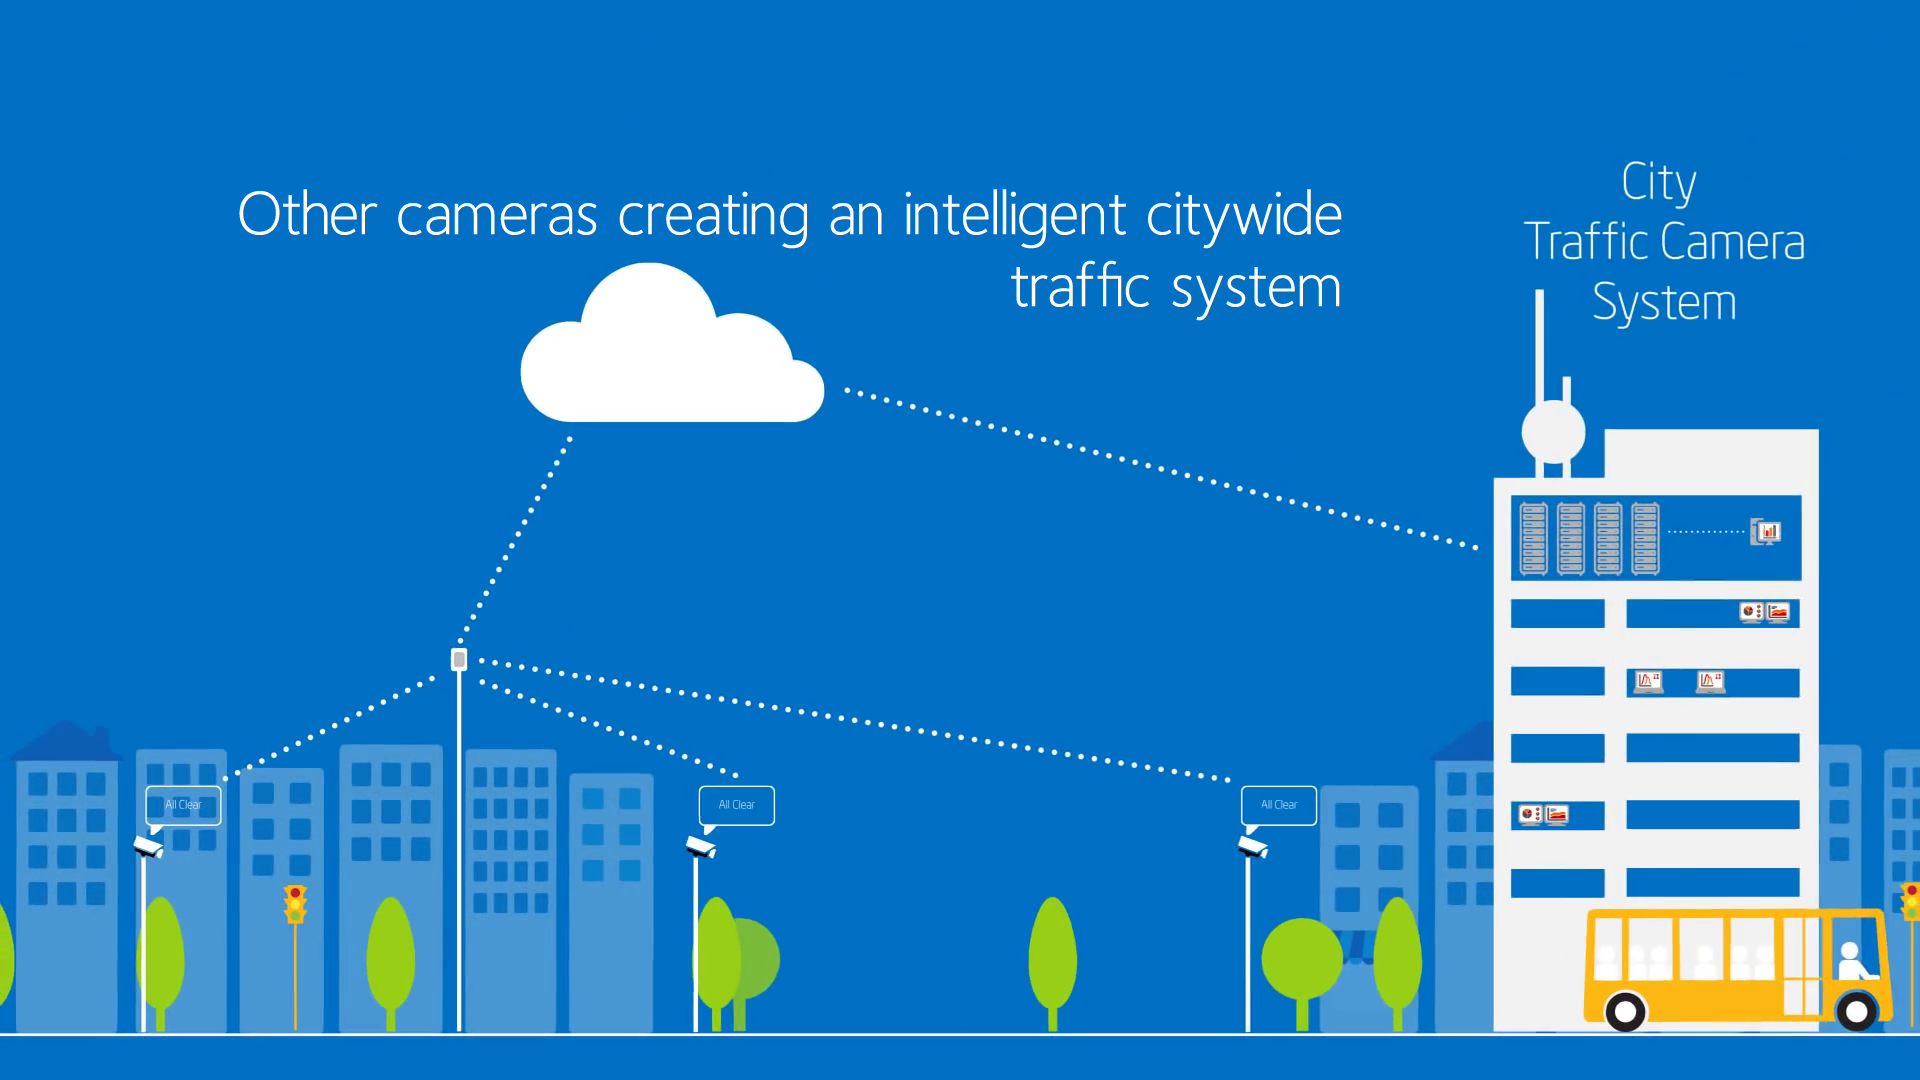 Other cameras creating an intelligent citywide
traffic system
City
Traffic Camera
System
All Clear
All Clear
All Clear